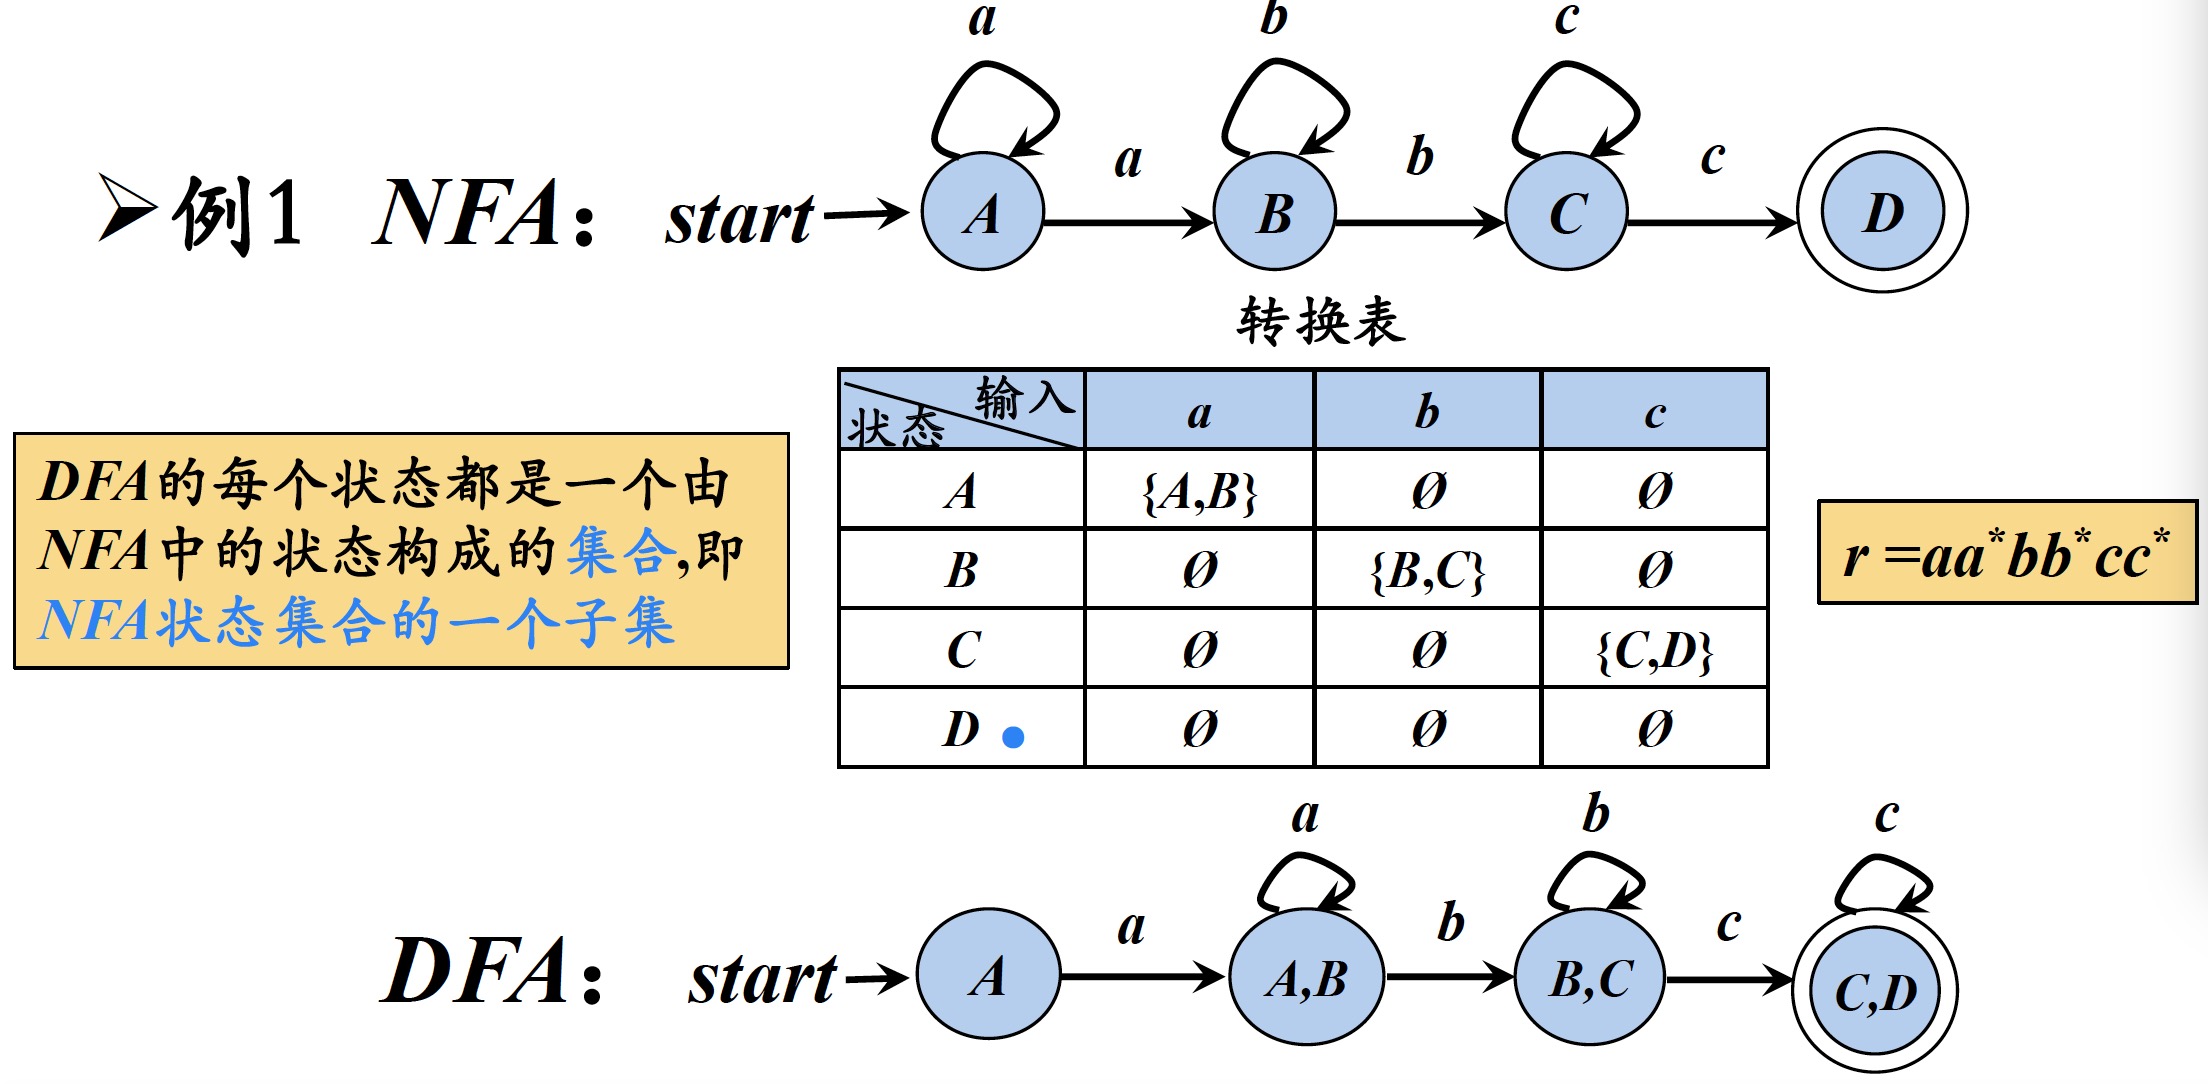 a b c
➢例1 NFA： start A a B b C c D
转换表
输入 状态 a b c
A {A,B} Ø Ø
B Ø {B,C} Ø
C Ø Ø {C,D}
D Ø Ø Ø
DFA的每个状态都是一个由
NFA中的状态构成的集合,即
NFA状态集合的一个子集
r =aa*bb*cc*
a b c
DFA： start A a A,B b B,C c C,D